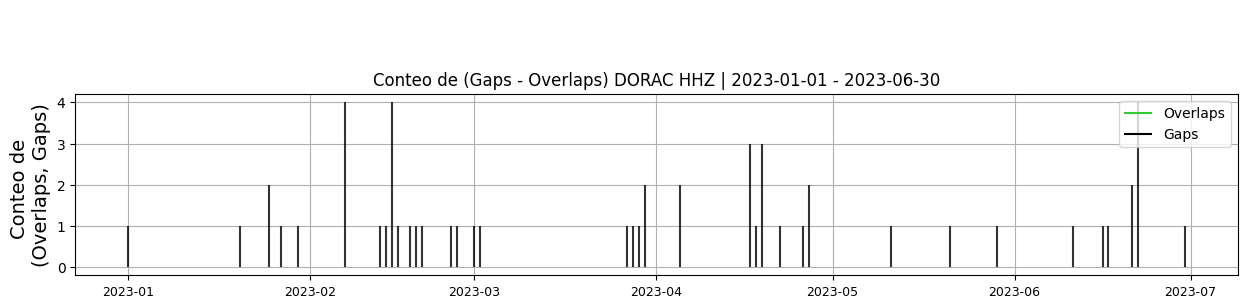 Conteo de (Gaps - Overlaps) DORAC HHZ | 2023-01-01 - 2023-06-30
Conteo de
(Overlaps, Gaps)
4
3
2
1
0
Overlaps
Gaps
2023-01
2023-02
2023-03
2023-04
2023-05
2023-06
2023-07